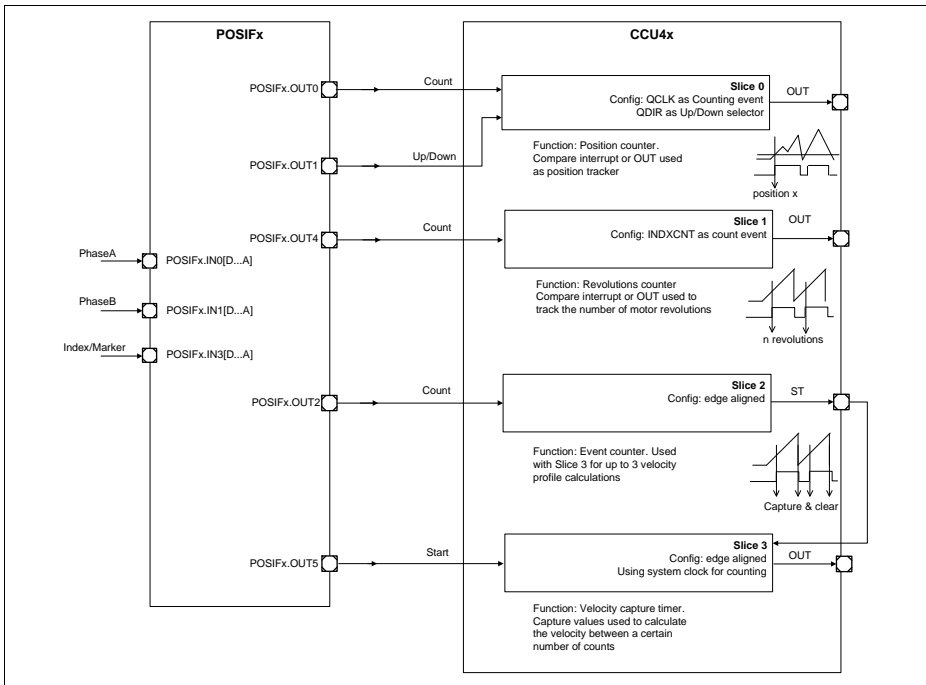 POSIFx
CCU4x
POSIFx.OUT0
Count
Slice 0
Config: QCLK as Counting event
QDIR as Up/Down selector
OUT
POSIFx.OUT1
Up/Down
Function: Position counter.
Compare interrupt or OUT used
as position tracker
position x
POSIFx.OUT4
Count
Slice 1
Config: INDXCNT as count event
OUT
PhaseA
POSIFx.IN0[D...A]
PhaseB
POSIFx.IN1[D...A]
Index/Marker
POSIFx.IN3[D...A]
Function: Revolutions counter
Compare interrupt or OUT used to
track the number of motor revolutions
n revolutions
POSIFx.OUT2
Count
Slice 2
Config: edge aligned
ST
Function: Event counter. Used
with Slice 3 for up to 3 velocity
profile calculations
Capture & clear
POSIFx.OUT5
Start
Slice 3
Config: edge aligned
Using system clock for counting
OUT
Function: Velocity capture timer.
Capture values used to calculate
the velocity between a certain
number of counts